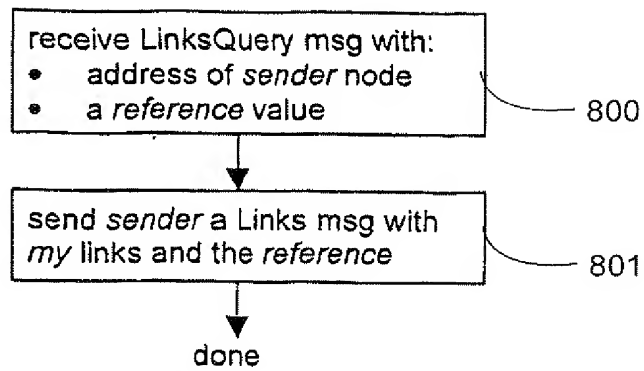 receive LinksQuery msg with:
• address of sender node
• a reference value
800
send sender a Links msg with
my links and the reference
801
done